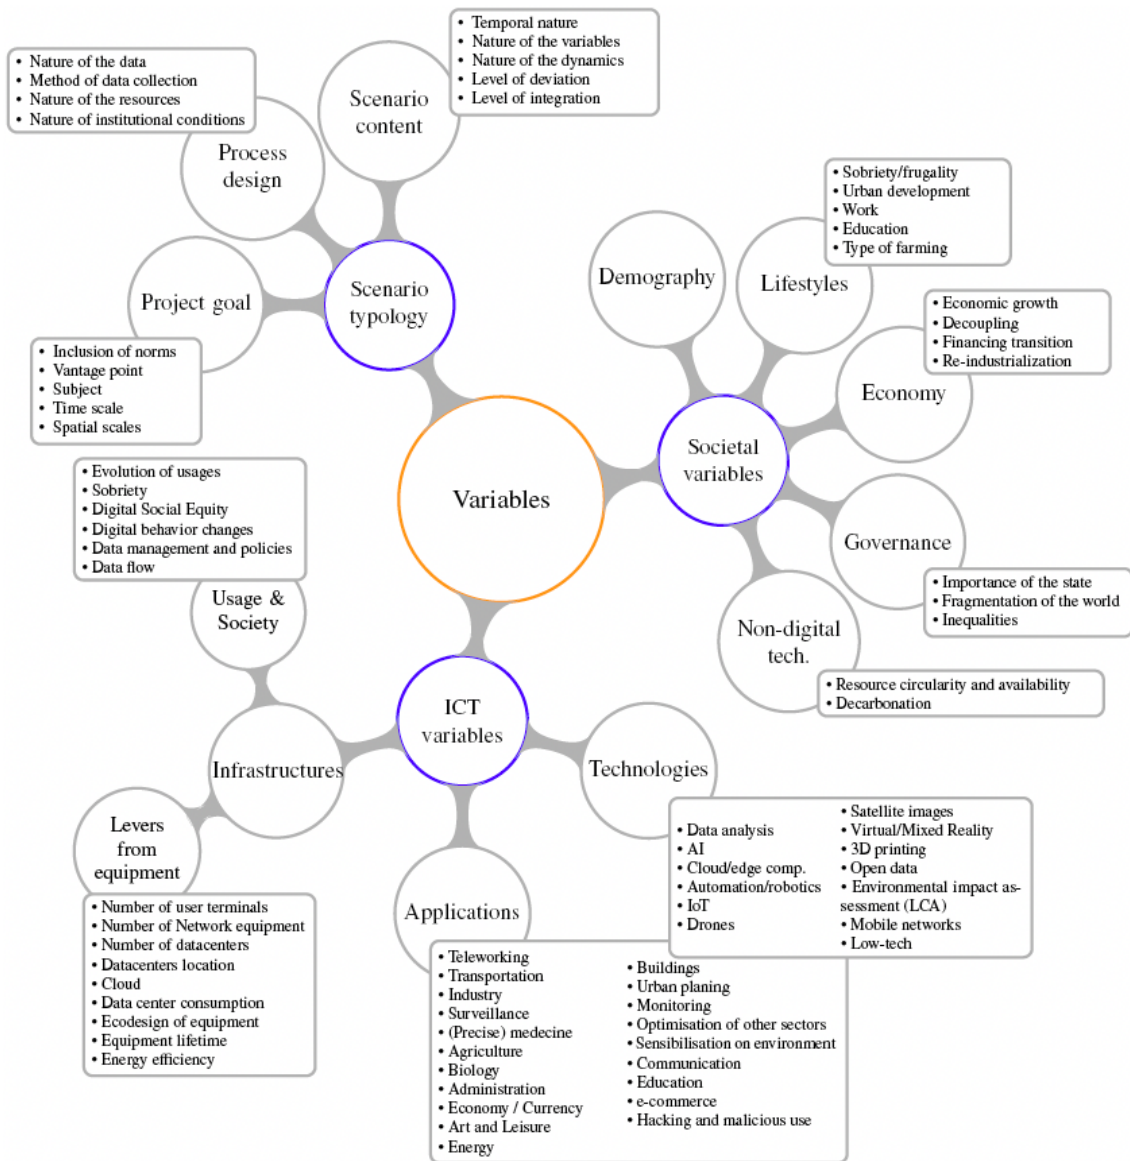 • Temporal nature
• Nature of the variables
• Nature of the dynamics
• Level of deviation
• Level of integration
Scenario
content
• Nature of the data
• Method of data collection
• Nature of the resources
• Nature of institutional conditions
Process
design
Project goal
• Inclusion of norms
• Vantage point
• Subject
• Time scale
• Spatial scales
Scenario
typology
Variables
Demography
• Sobriety/frugality
• Urban development
• Work
• Education
• Type of farming
Lifestyles
• Economic growth
• Decoupling
• Financing transition
• Re-industrialization
Economy
Societal
variables
Governance
• Importance of the state
• Fragmentation of the world
• Inequalities
Non-digital
tech.
• Resource circularity and availability
• Decarbonation
• Evolution of usages
• Sobriety
• Digital Social Equity
• Digital behavior changes
• Data management and policies
• Data flow
Usage &
Society
ICT
variables
Infrastructures
Levers
from
equipment
• Number of user terminals
• Number of Network equipment
• Number of datacenters
• Datacenters location
• Cloud
• Data center consumption
• Ecodesign of equipment
• Equipment lifetime
• Energy efficiency
Technologies
• Data analysis
• AI
• Cloud/edge comp.
• Automation/robotics
• IoT
• Drones
• Satellite images
• Virtual/Mixed Reality
• 3D printing
• Open data
• Environmental impact as-
sessment (LCA)
• Mobile networks
• Low-tech
Applications
• Teleworking
• Transportation
• Industry
• Surveillance
• (Precise) medecine
• Agriculture
• Biology
• Administration
• Economy / Currency
• Art and Leisure
• Energy
• Buildings
• Urban planing
• Monitoring
• Optimisation of other sectors
• Sensibilisation on environment
• Communication
• Education
• e-commerce
• Hacking and malicious use